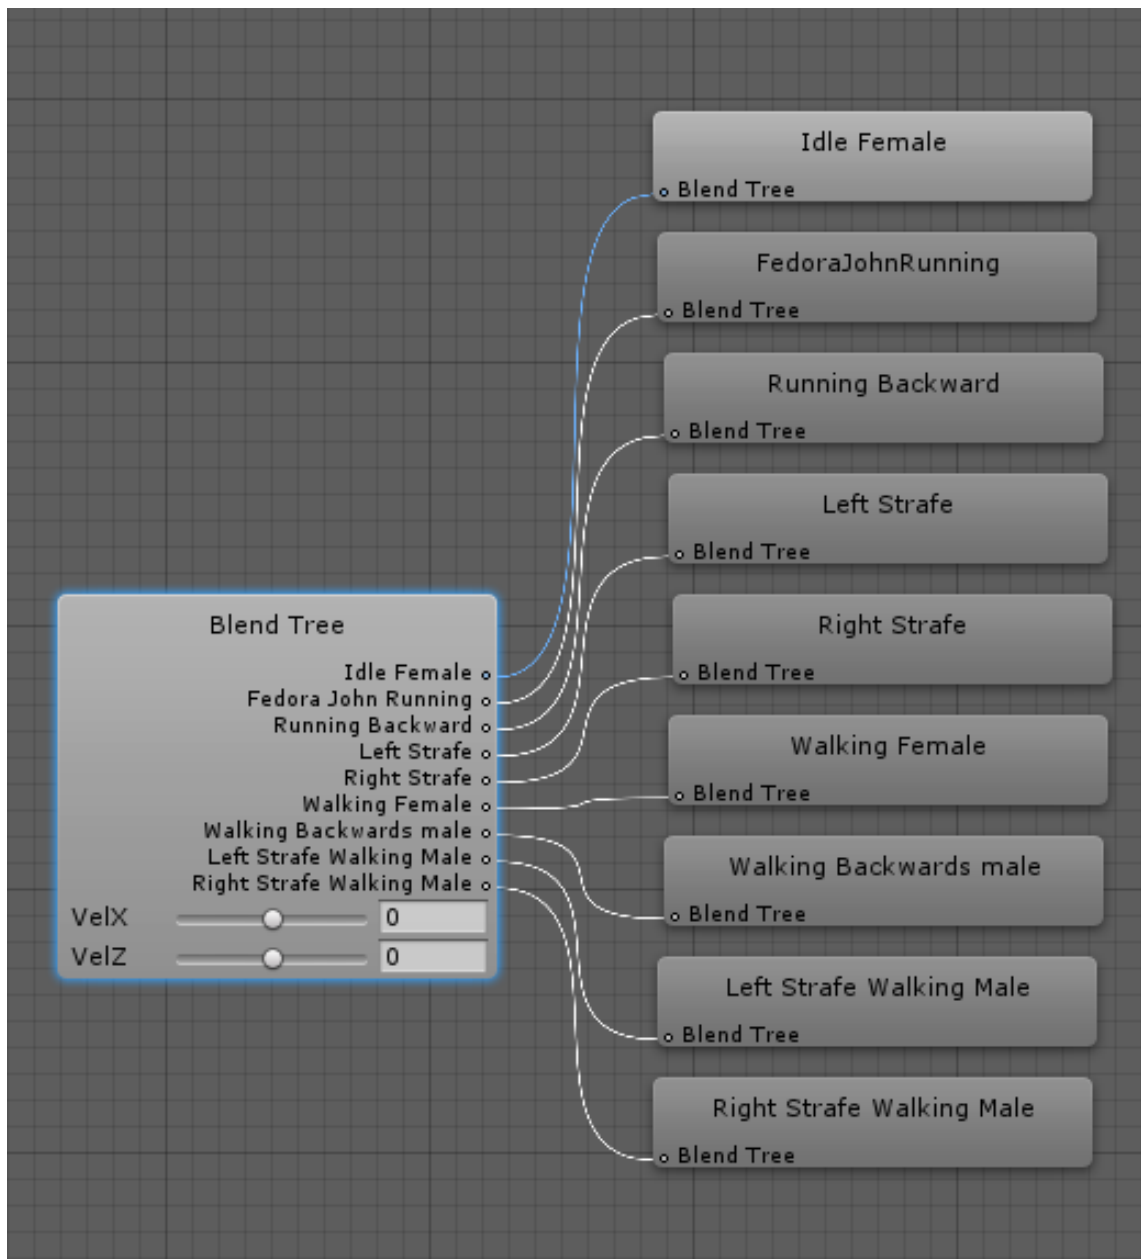 Idle Female
Blend Tree
FedoraJohnRunning
Blend Tree
Running Backward
Blend Tree
Left Strafe
Blend Tree
Right Strafe
Blend Tree
Walking Female
Blend Tree
Walking Backwards male
Blend Tree
Left Strafe Walking Male
Blend Tree
Right Strafe Walking Male
Blend Tree
Blend Tree
Idle Female
Fedora John Running
Running Backward
Left Strafe
Right Strafe
Walking Female
Walking Backwards male
Left Strafe Walking Male
Right Strafe Walking Male
VelX 0
VelZ 0